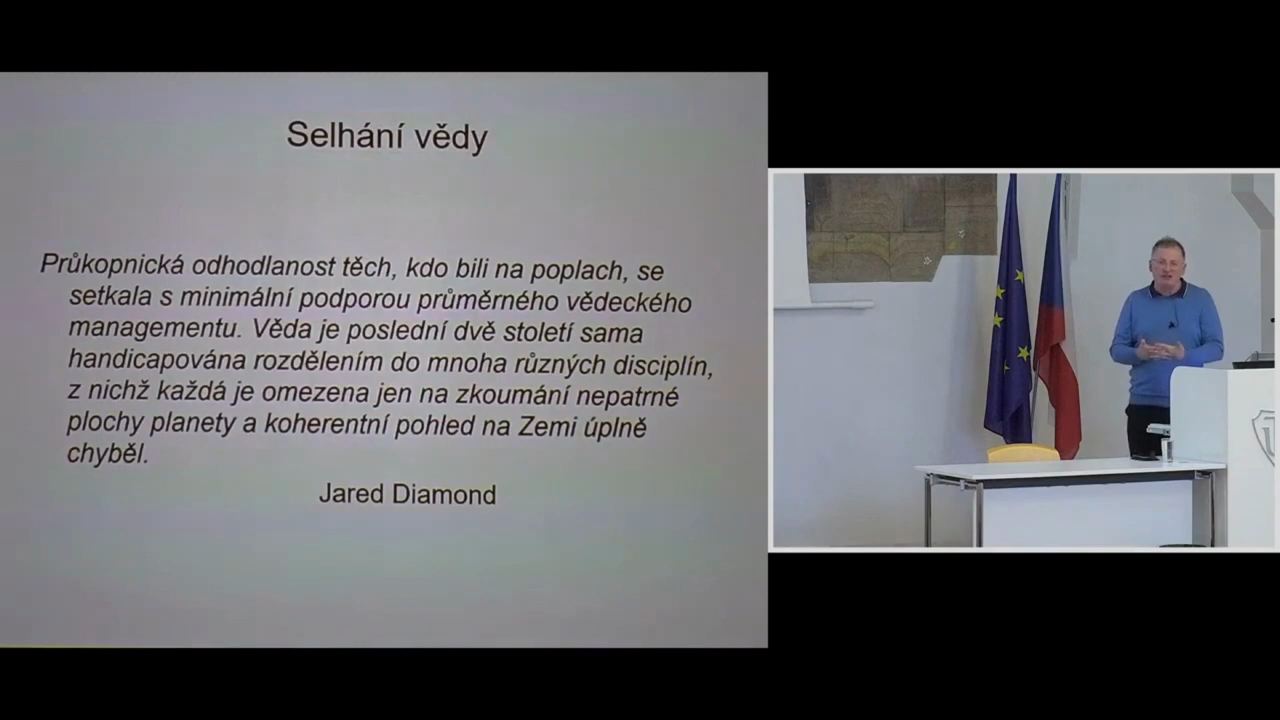 Selhání vědy
Průkopnická odhodlanost těch, kdo bili na poplach, se
setkala s minimální podporou průměrného vědeckého
managementu. Věda je poslední dvě století sama
handicapována rozdělením do mnoha různých disciplín,
z nichž každá je omezena jen na zkoumání nepatrné
plochy planety a koherentní pohled na Zemi úplně
chyběl.
Jared Diamond